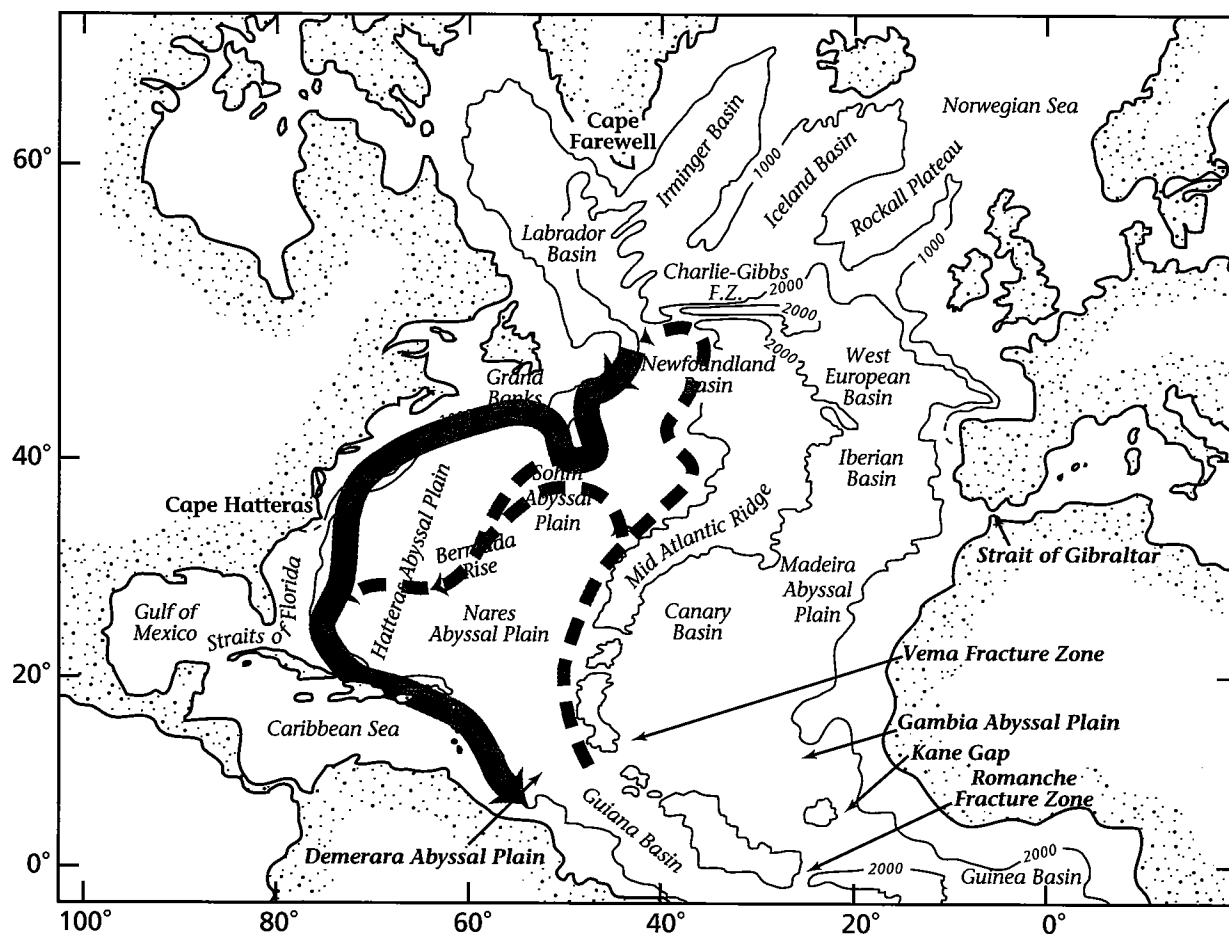 Norwegian Sea
Cape
Farewell
Irminger Basin
1000
Iceland Basin
Rockall Plateau
60°
Labrador
Basin
1000
Charlie-Gibbs
F.Z.
2000
2000
2000
Newfoundland
Basin
West
European
Basin
Grand
Banks
40°
Iberian
Basin
Sohm
Abyssal
Plain
Cape Hatteras
Hatteras Abyssal Plain
Bermuda
Rise
Mid Atlantic Ridge
Strait of Gibraltar
Madeira
Abyssal
Plain
Gulf of
Mexico
Straits of Florida
Nares
Abyssal Plain
Canary
Basin
Vema Fracture Zone
20°
Caribbean Sea
Gambia Abyssal Plain
Kane Gap
Romanche
Fracture Zone
Guiana Basin
Demerara Abyssal Plain
0°
2000
2000
Guinea Basin
100°
80°
60°
40°
20°
0°